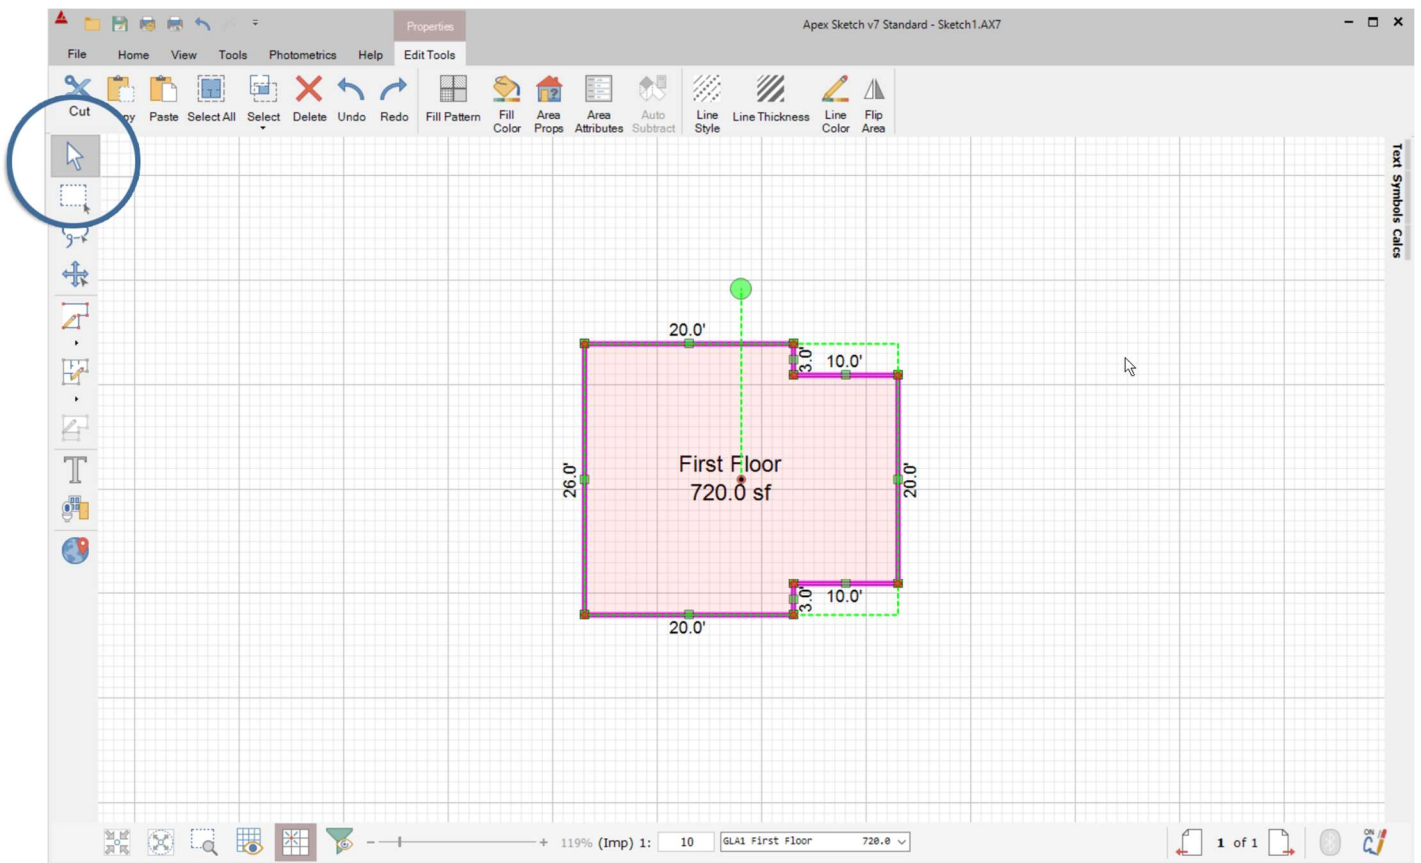 Properties
Apex Sketch v7 Standard - Sketch1.AX7
File Home View Tools Photometrics Help Edit Tools
Cut
py Paste Select All Select Delete Undo Redo Fill Pattern Fill Color Area Props Area Attributes Auto Subtract Line Style Line Thickness Line Color Flip Area
Text Symbols Calcs
20.0'
3.0'
10.0'
First Floor
26.0'
20.0'
720.0 sf
3.0'
10.0'
20.0'
119% (Imp) 1: 10 GLA1 First Floor 720.0
1 of 1
ON